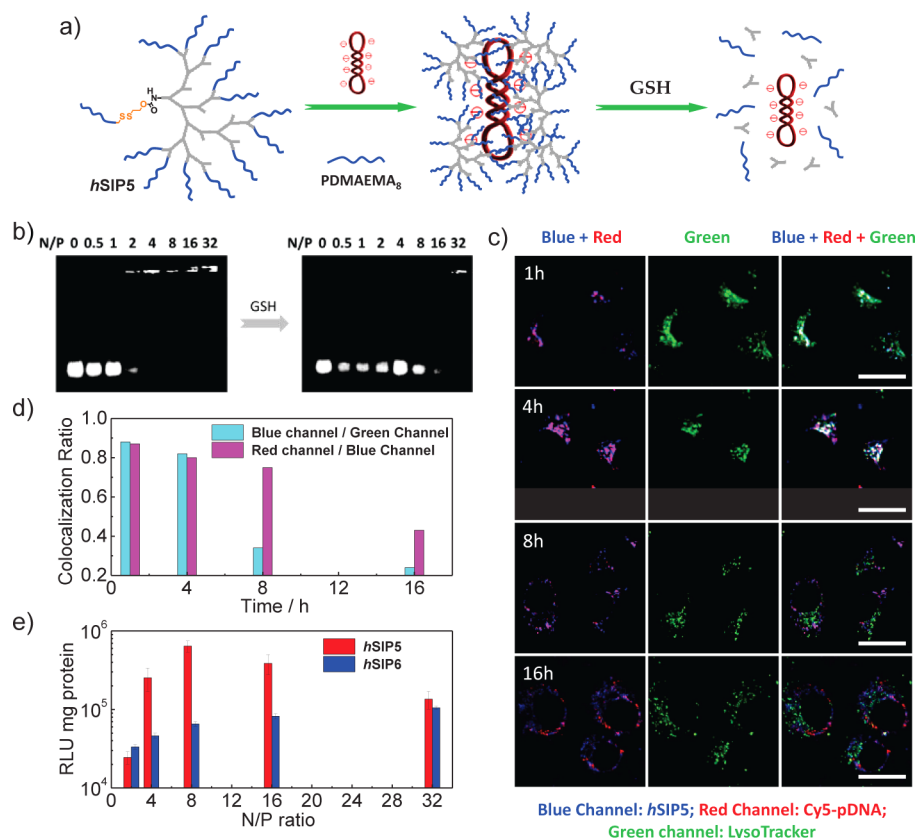 a)
H
N
O
O
SS
hSIP5
PDMAEMA8
GSH
b)
N/P 0 0.5 1 2 4 8 16 32
GSH
N/P 0 0.5 1 2 4 8 16 32
c)
Blue + Red
Green
Blue + Red + Green
1h
4h
8h
16h
Blue Channel: hSIP5; Red Channel: Cy5-pDNA;
Green channel: LysoTracker
d)
Colocalization Ratio
1.0
0.8
0.6
0.4
0.2
Blue channel / Green Channel
Red channel / Blue Channel
0 4 8 12 16
Time / h
e)
RLU mg protein
10^6
10^5
10^4
hSIP5
hSIP6
0 4 8 12 16 20 24 28 32
N/P ratio